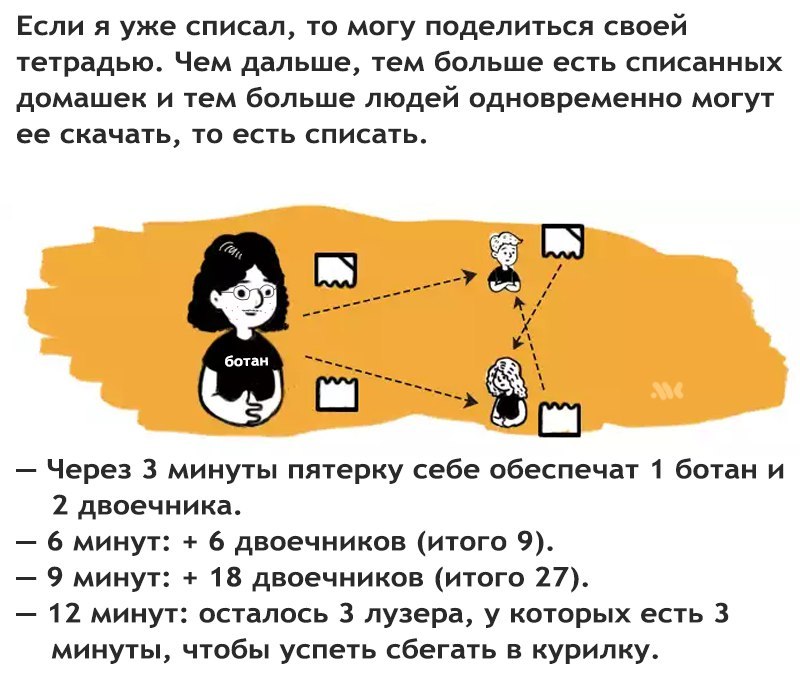 Если я уже списал, то могу поделиться своей
тетрадью. Чем дальше, тем больше есть списанных
домашек и тем больше людей одновременно могут
ее скачать, то есть списать.
ботан
— Через 3 минуты пятерку себе обеспечат 1 ботан и
2 двоечника.
— 6 минут: + 6 двоечников (итого 9).
— 9 минут: + 18 двоечников (итого 27).
— 12 минут: осталось 3 лузера, у которых есть 3
минуты, чтобы успеть сбегать в курилку.